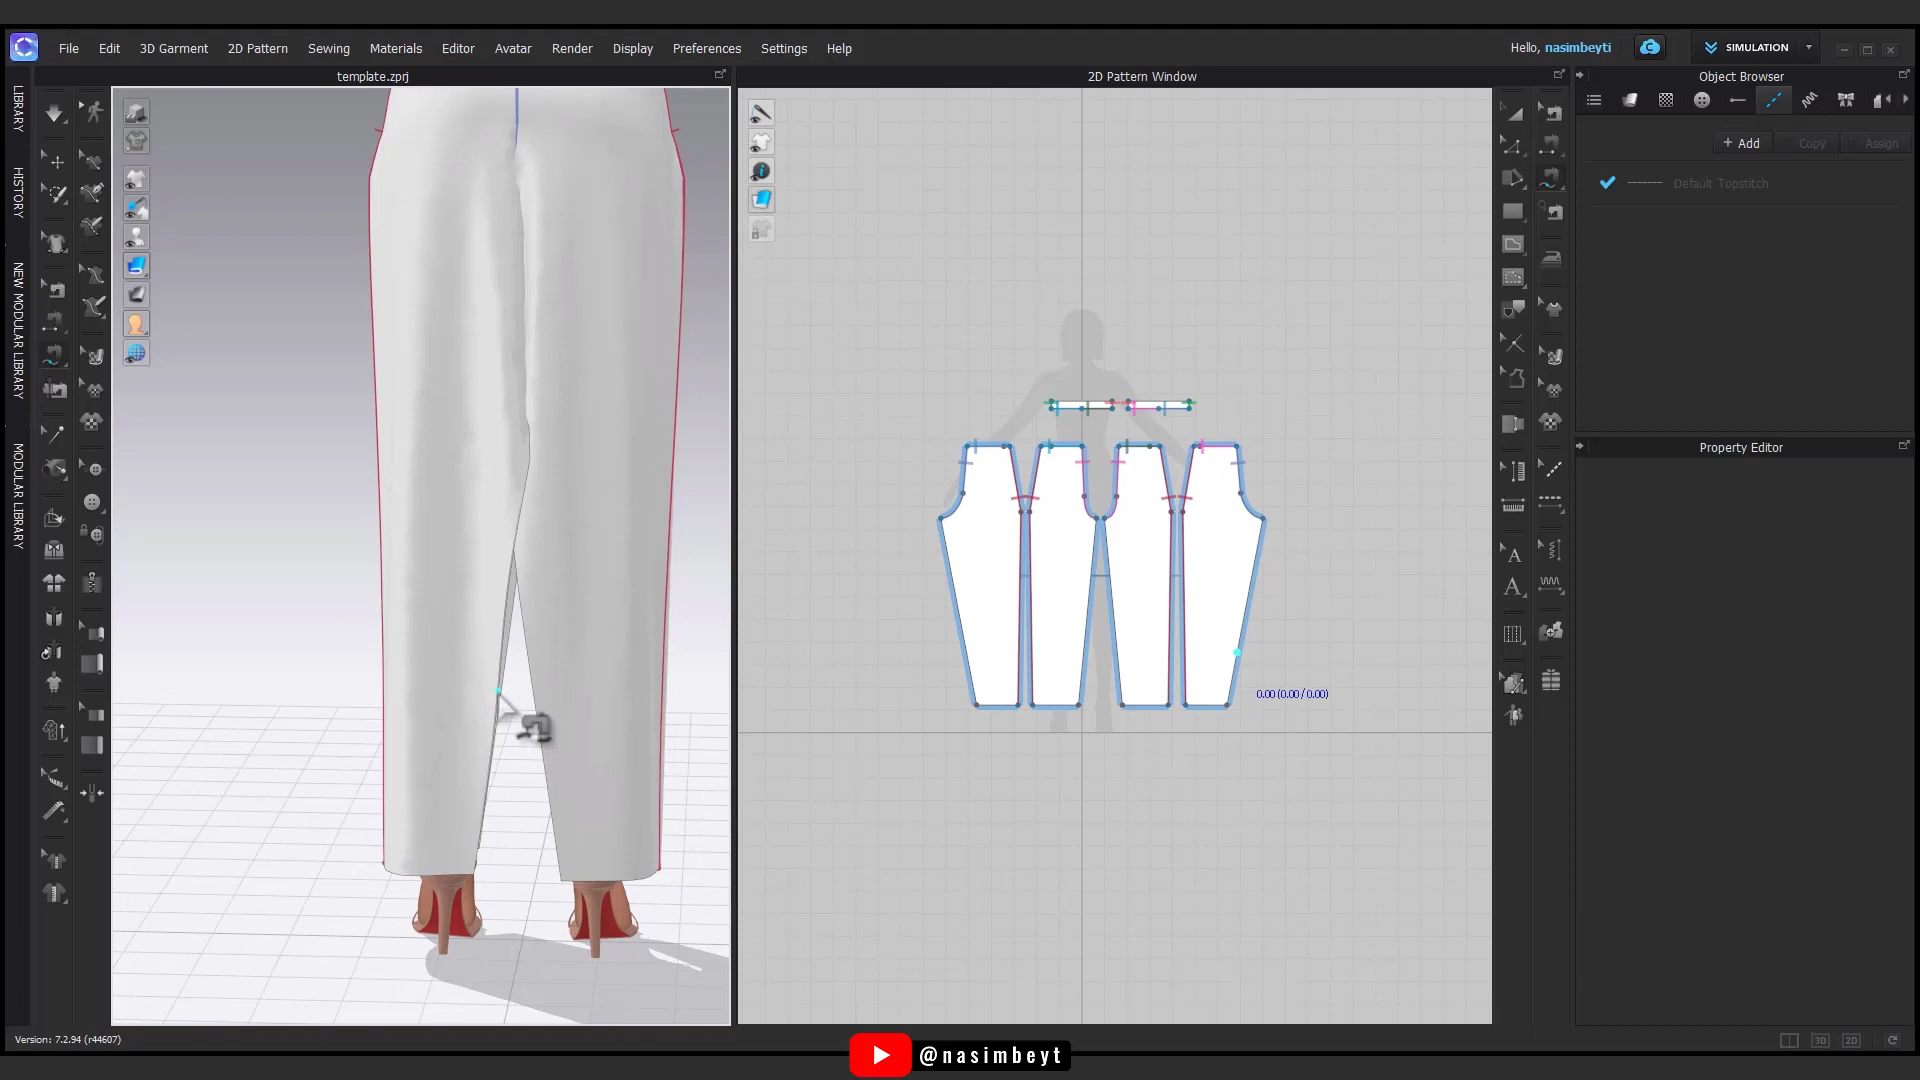 File Edit 3D Garment 2D Pattern Sewing Materials Editor Avatar Render Display Preferences Settings Help
Hello, nasimbeyti
SIMULATION
template.zprj
2D Pattern Window
Object Browser
LIBRARY
HISTORY
NEW MODULAR LIBRARY
MODULAR LIBRARY
+ Add
Copy
Assign
Default Topstitch
Property Editor
A
A
0.00 (0.00 / 0.00)
Version: 7.2.94 (r44607)
3D
2D
@nasimbeyt